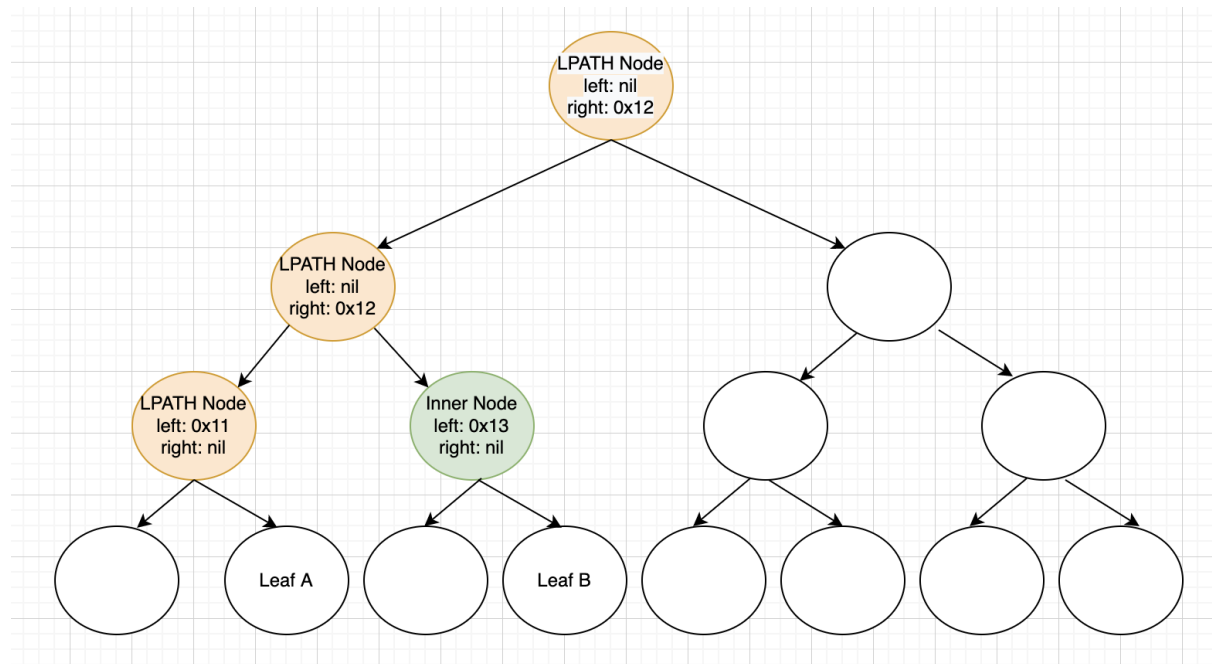 LPATH Node
left: nil
right: 0x12
LPATH Node
left: nil
right: 0x12
LPATH Node
left: 0x11
right: nil
Inner Node
left: 0x13
right: nil
Leaf A
Leaf B